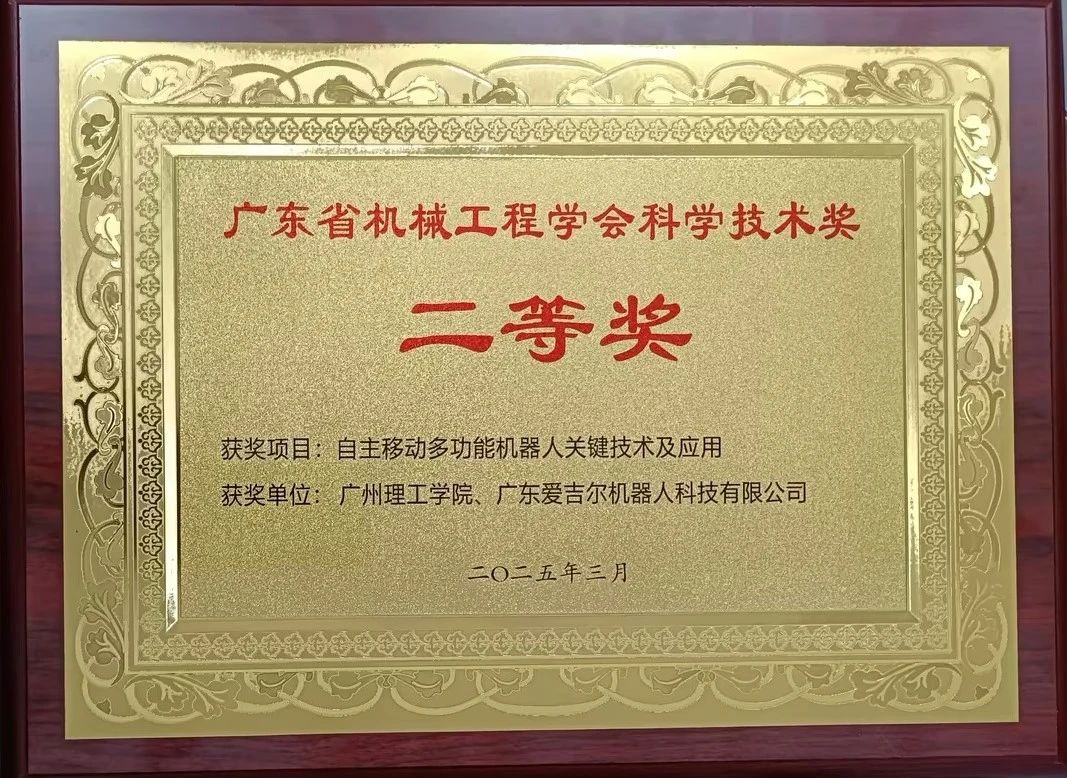 广东省机械工程学会科学技术奖
二等奖
获奖项目：自主移动多功能机器人关键技术及应用
获奖单位： 广州理工学院、广东爱吉尔机器人科技有限公司
二〇二五年三月